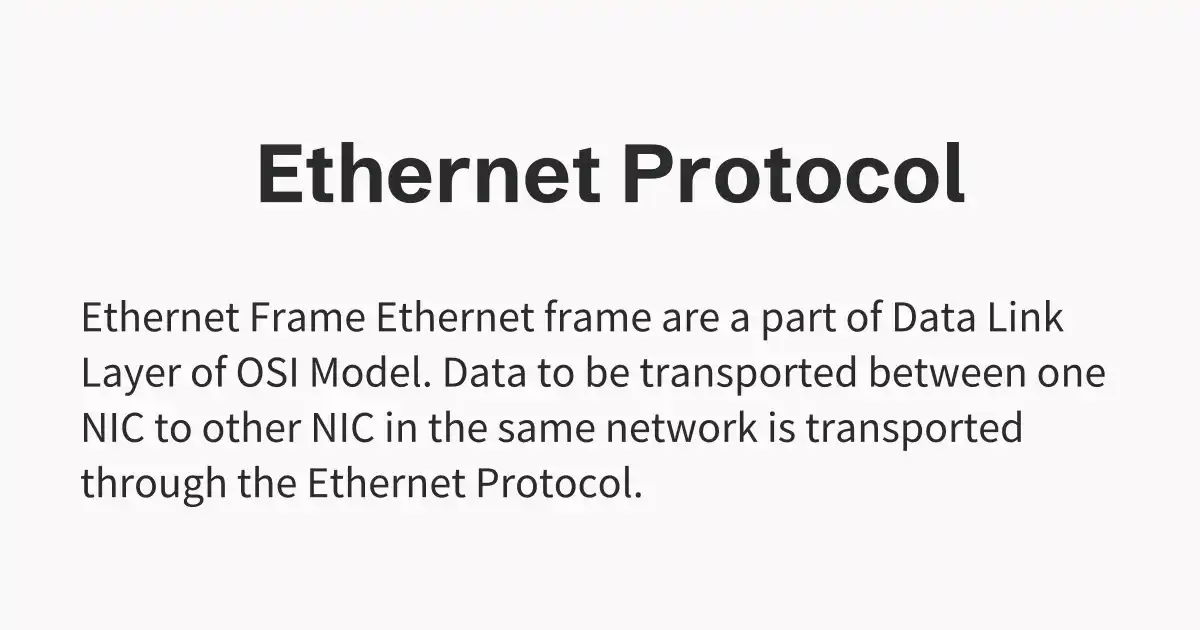 Ethernet Protocol
Ethernet Frame Ethernet frame are a part of Data Link
Layer of OSI Model. Data to be transported between one
NIC to other NIC in the same network is transported
through the Ethernet Protocol.